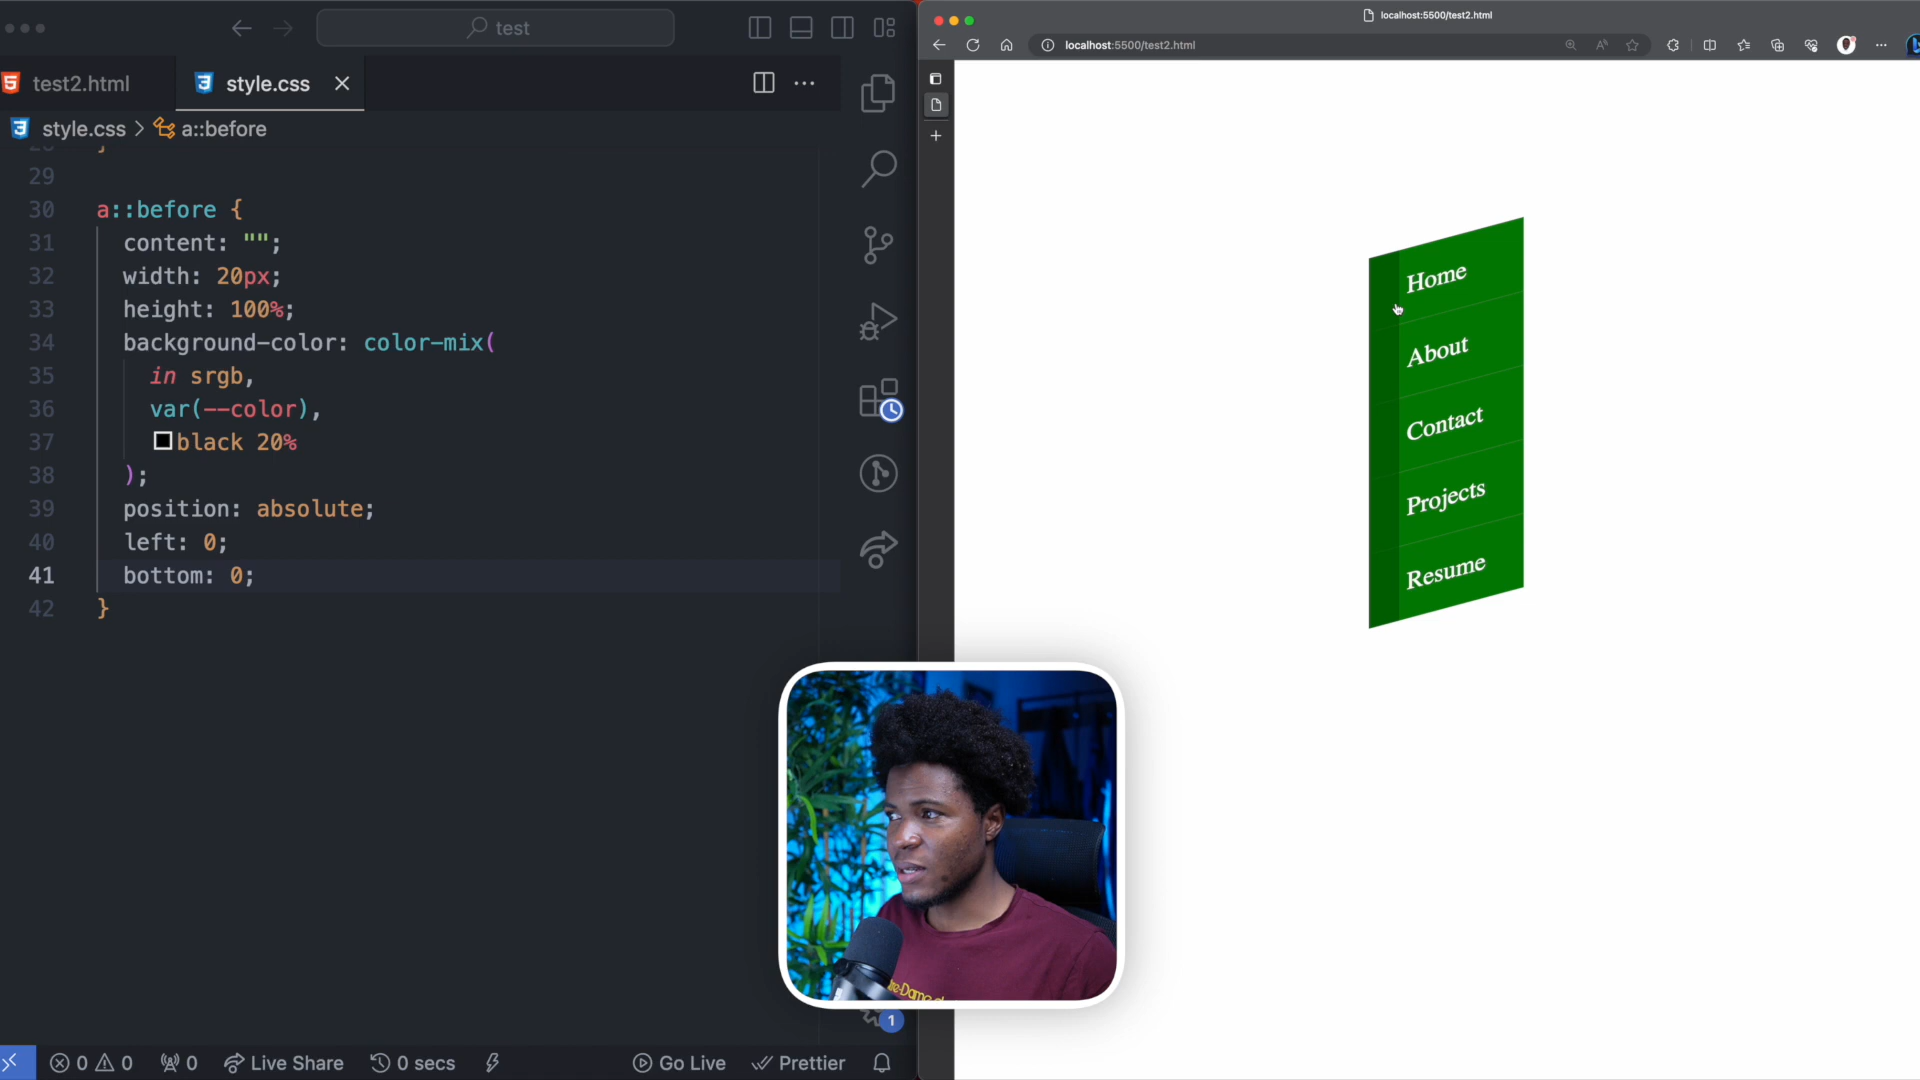 test
test2.html
style.css
style.css > a::before
28
29
30 a::before {
31 content: "";
32 width: 20px;
33 height: 100%;
34 background-color: color-mix(
35 in srgb,
36 var(--color),
37 black 20%
38 );
39 position: absolute;
40 left: 0;
41 bottom: 0;
42 }
1
0 0 0 Live Share 0 secs Go Live Prettier
localhost:5500/test2.html
localhost:5500/test2.html
Home
About
Contact
Projects
Resume